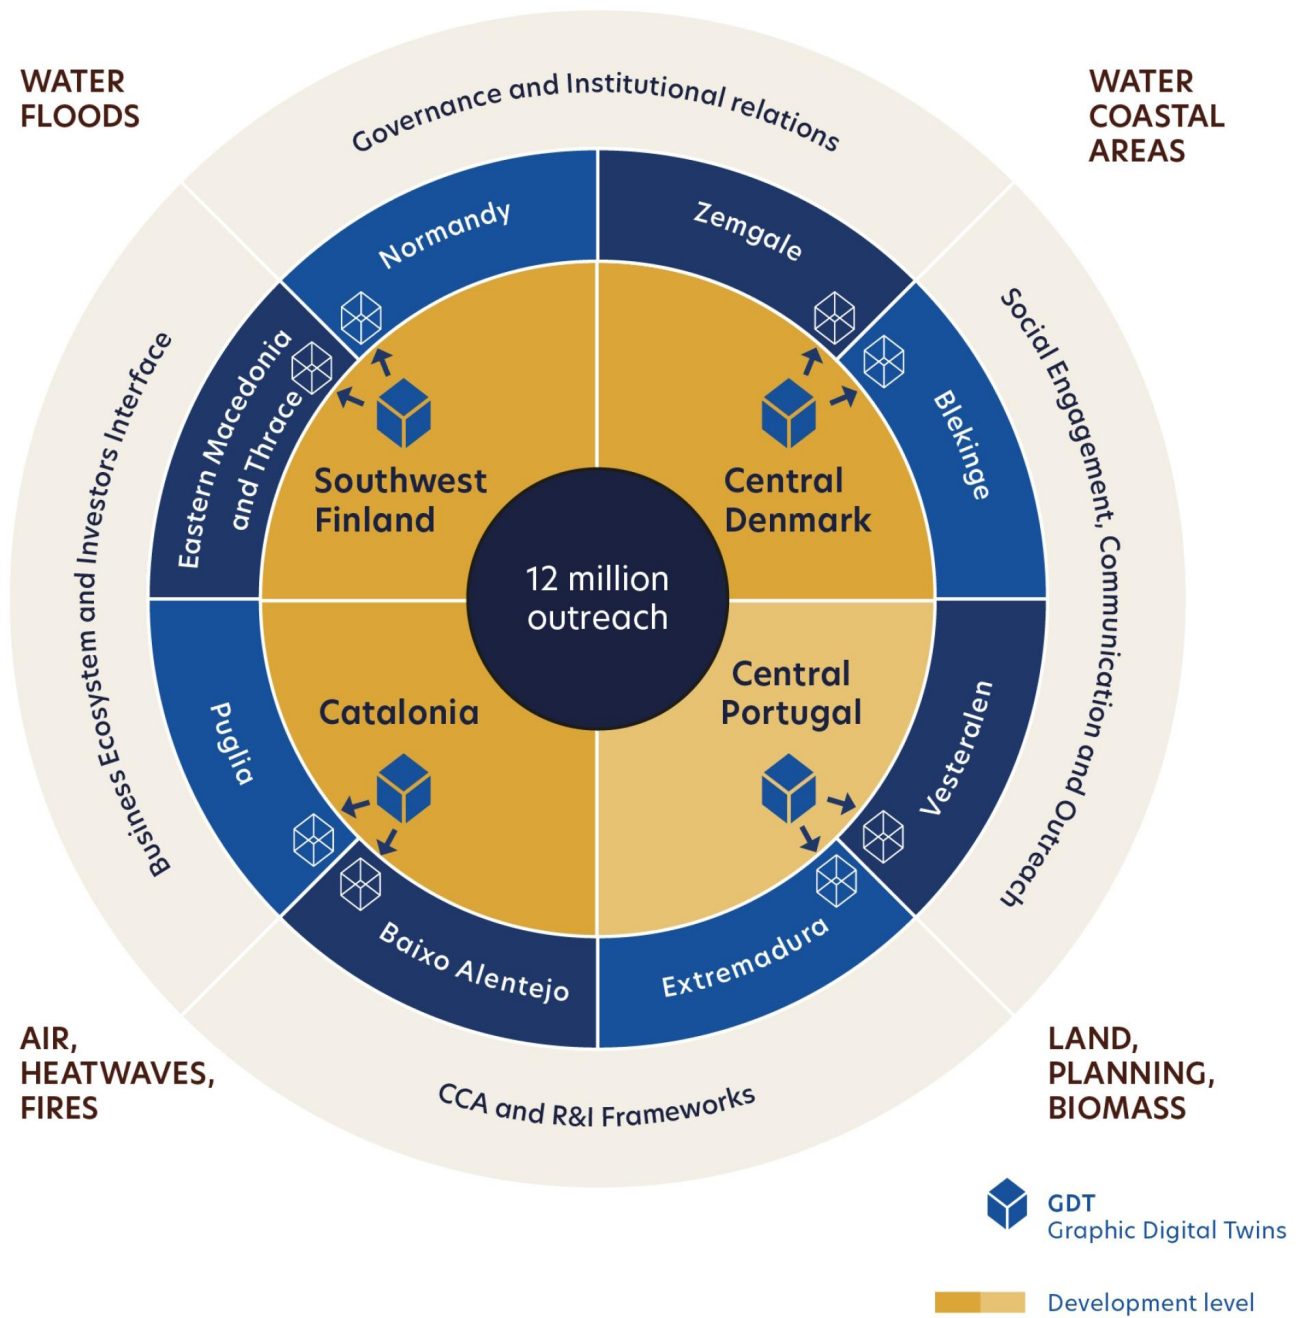 WATER
FLOODS
WATER
COASTAL
AREAS
Governance and Institutional relations
Normandy
Zemgale
Eastern Macedonia
and Thrace
Blekinge
Business Ecosystem and Investors Interface
Social Engagement, Communication and Outreach
Southwest
Finland
Central
Denmark
12 million
outreach
Catalonia
Central
Portugal
Puglia
Vesteralen
Baixo Alentejo
Extremadura
CCA and R&I Frameworks
AIR,
HEATWAVES,
FIRES
LAND,
PLANNING,
BIOMASS
GDT
Graphic Digital Twins
Development level